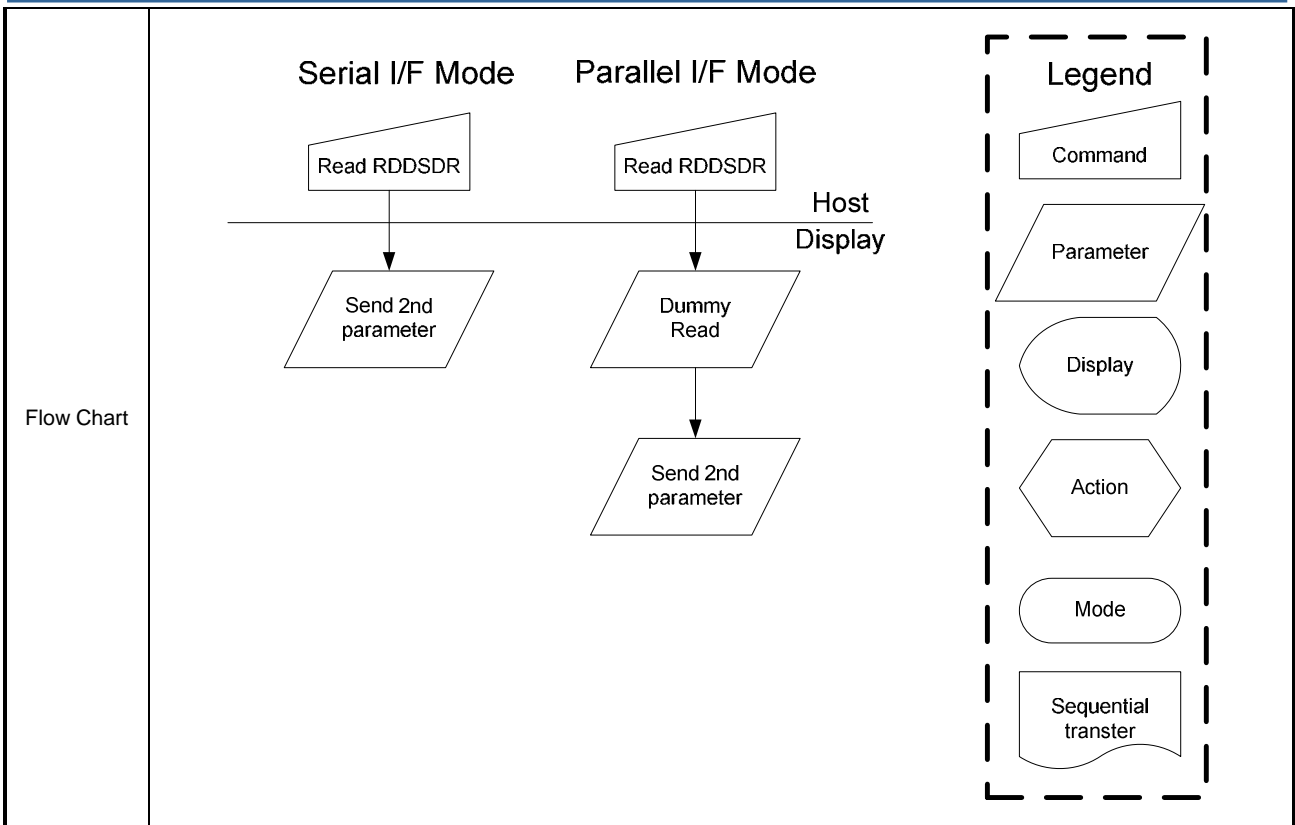 Flow Chart
Serial I/F Mode
Read RDDSDR
Send 2nd
parameter
Parallel I/F Mode
Read RDDSDR
Host
Display
Dummy
Read
Send 2nd
parameter
Legend
Command
Parameter
Display
Action
Mode
Sequential
transter